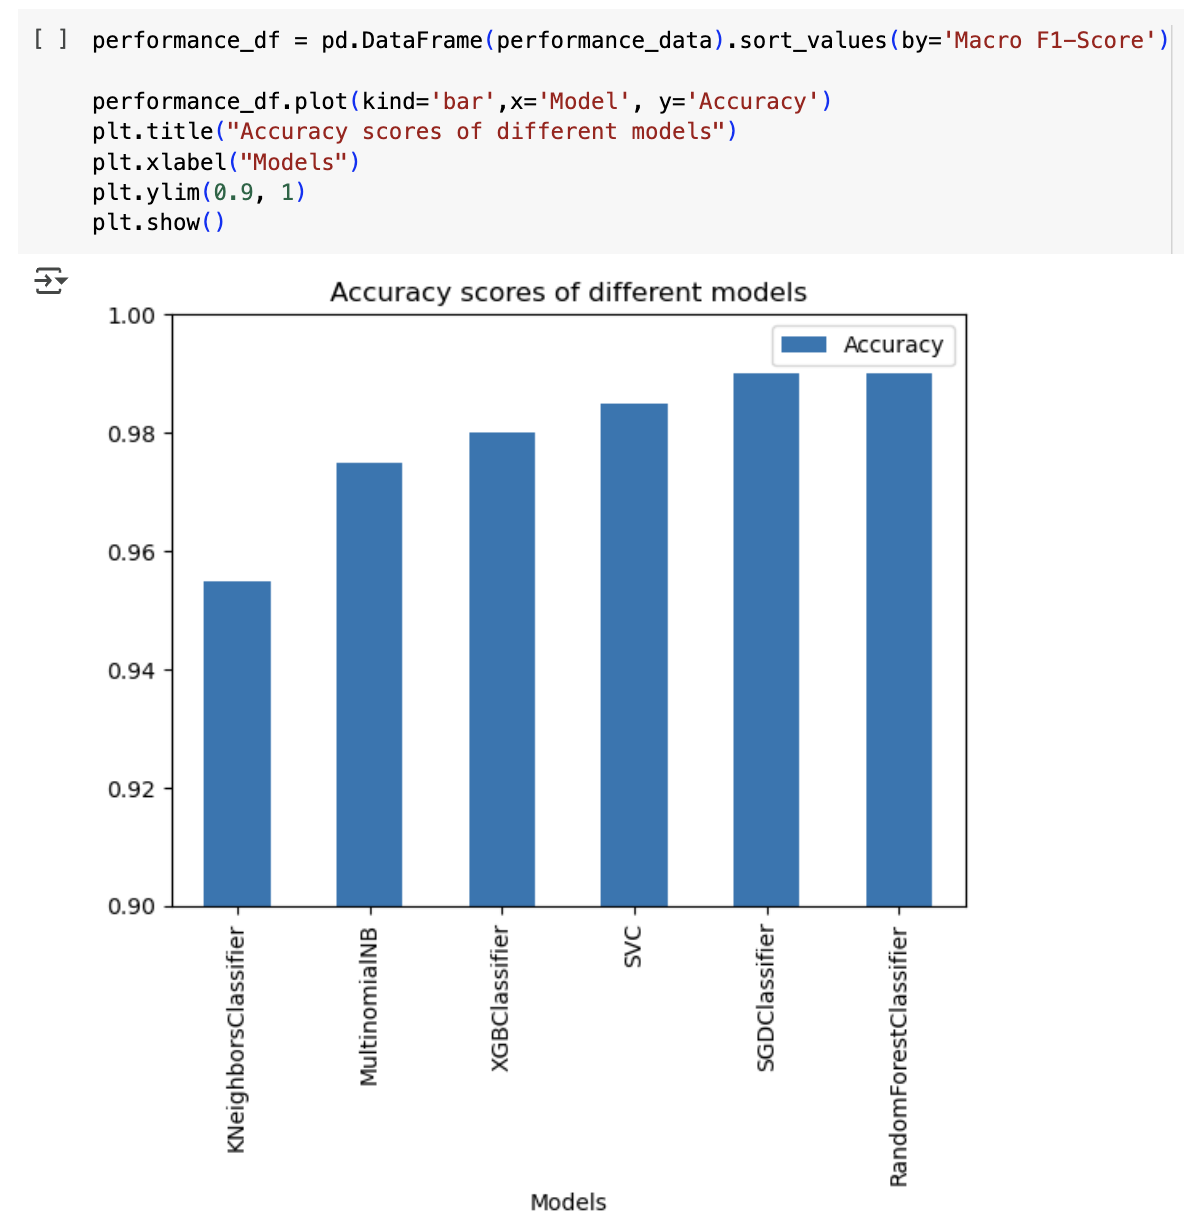 [ ] performance_df = pd.DataFrame(performance_data).sort_values(by='Macro F1-Score')
performance_df.plot(kind='bar',x='Model', y='Accuracy')
plt.title("Accuracy scores of different models")
plt.xlabel("Models")
plt.ylim(0.9, 1)
plt.show()
Accuracy scores of different models
Accuracy
1.00
0.98
0.96
0.94
0.92
0.90
KNeighborsClassifier
MultinomialNB
XGBClassifier
SVC
SGDClassifier
RandomForestClassifier
Models